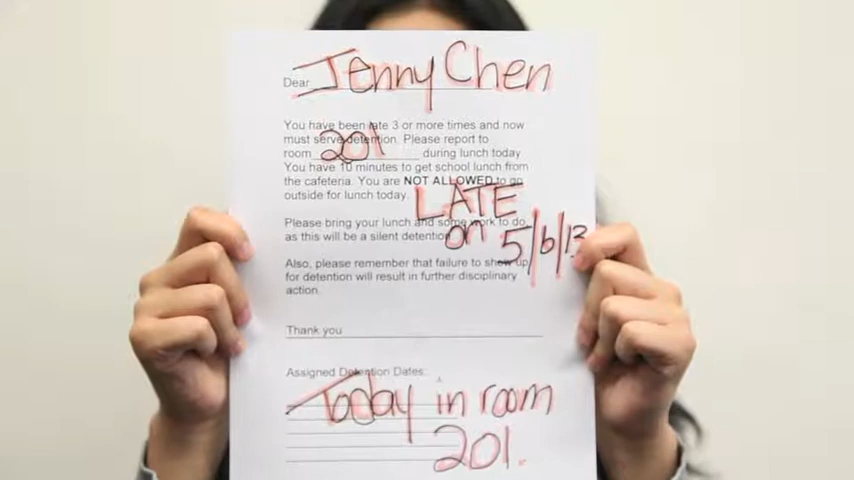 Dear Jenny Chen
You have been late 3 or more times and now
must serve detention. Please report to
room 201 during lunch today
You have 10 minutes to get school lunch from
the cafeteria. You are NOT ALLOWED to go
outside for lunch today.
LATE
Please bring your lunch and some work to do,
as this will be a silent detention
on 5/6/13
Also, please remember that failure to show up
for detention will result in further disciplinary
action.
Thank you
Assigned Detention Dates:
Today in room
201.